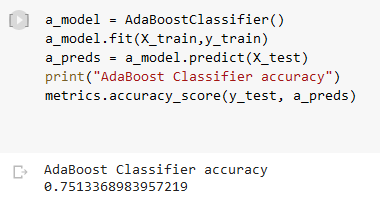 a_model = AdaBoostClassifier()
a_model.fit(X_train,y_train)
a_preds = a_model.predict(X_test)
print("AdaBoost Classifier accuracy")
metrics.accuracy_score(y_test, a_preds)
AdaBoost Classifier accuracy
0.7513368983957219